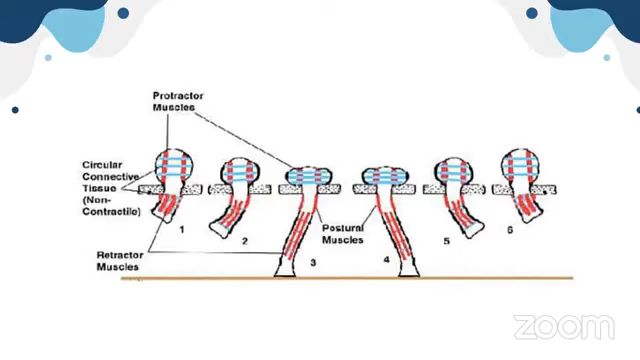 Protractor
Muscles
Circular
Connective
Tissue
(Non-
Contractile)
1
2
Postural
Muscles
5
6
Retractor
Muscles
3
4
zoom